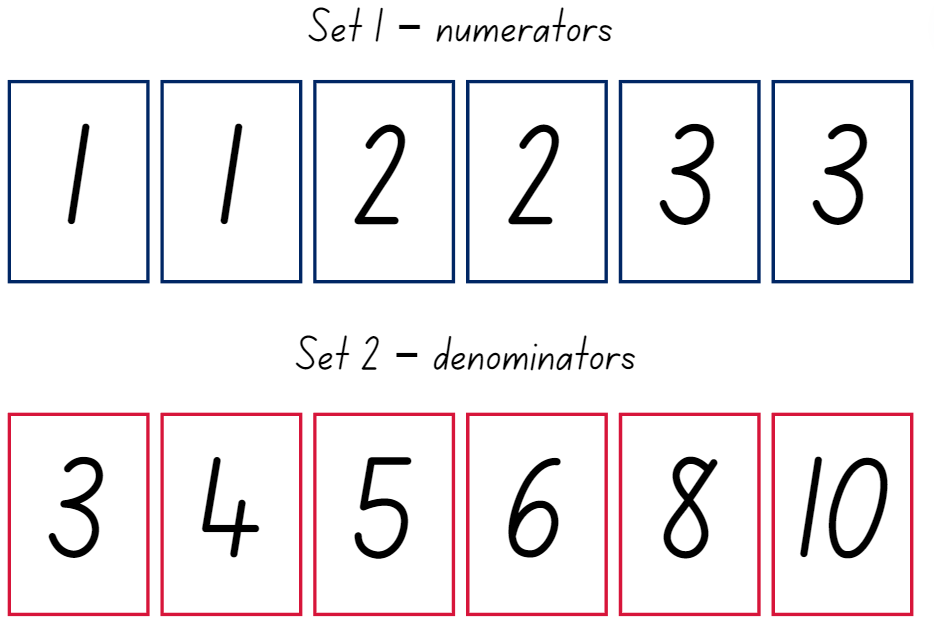 Set 1 – numerators
1 1 2 2 3 3
Set 2 – denominators
3 4 5 6 8 10